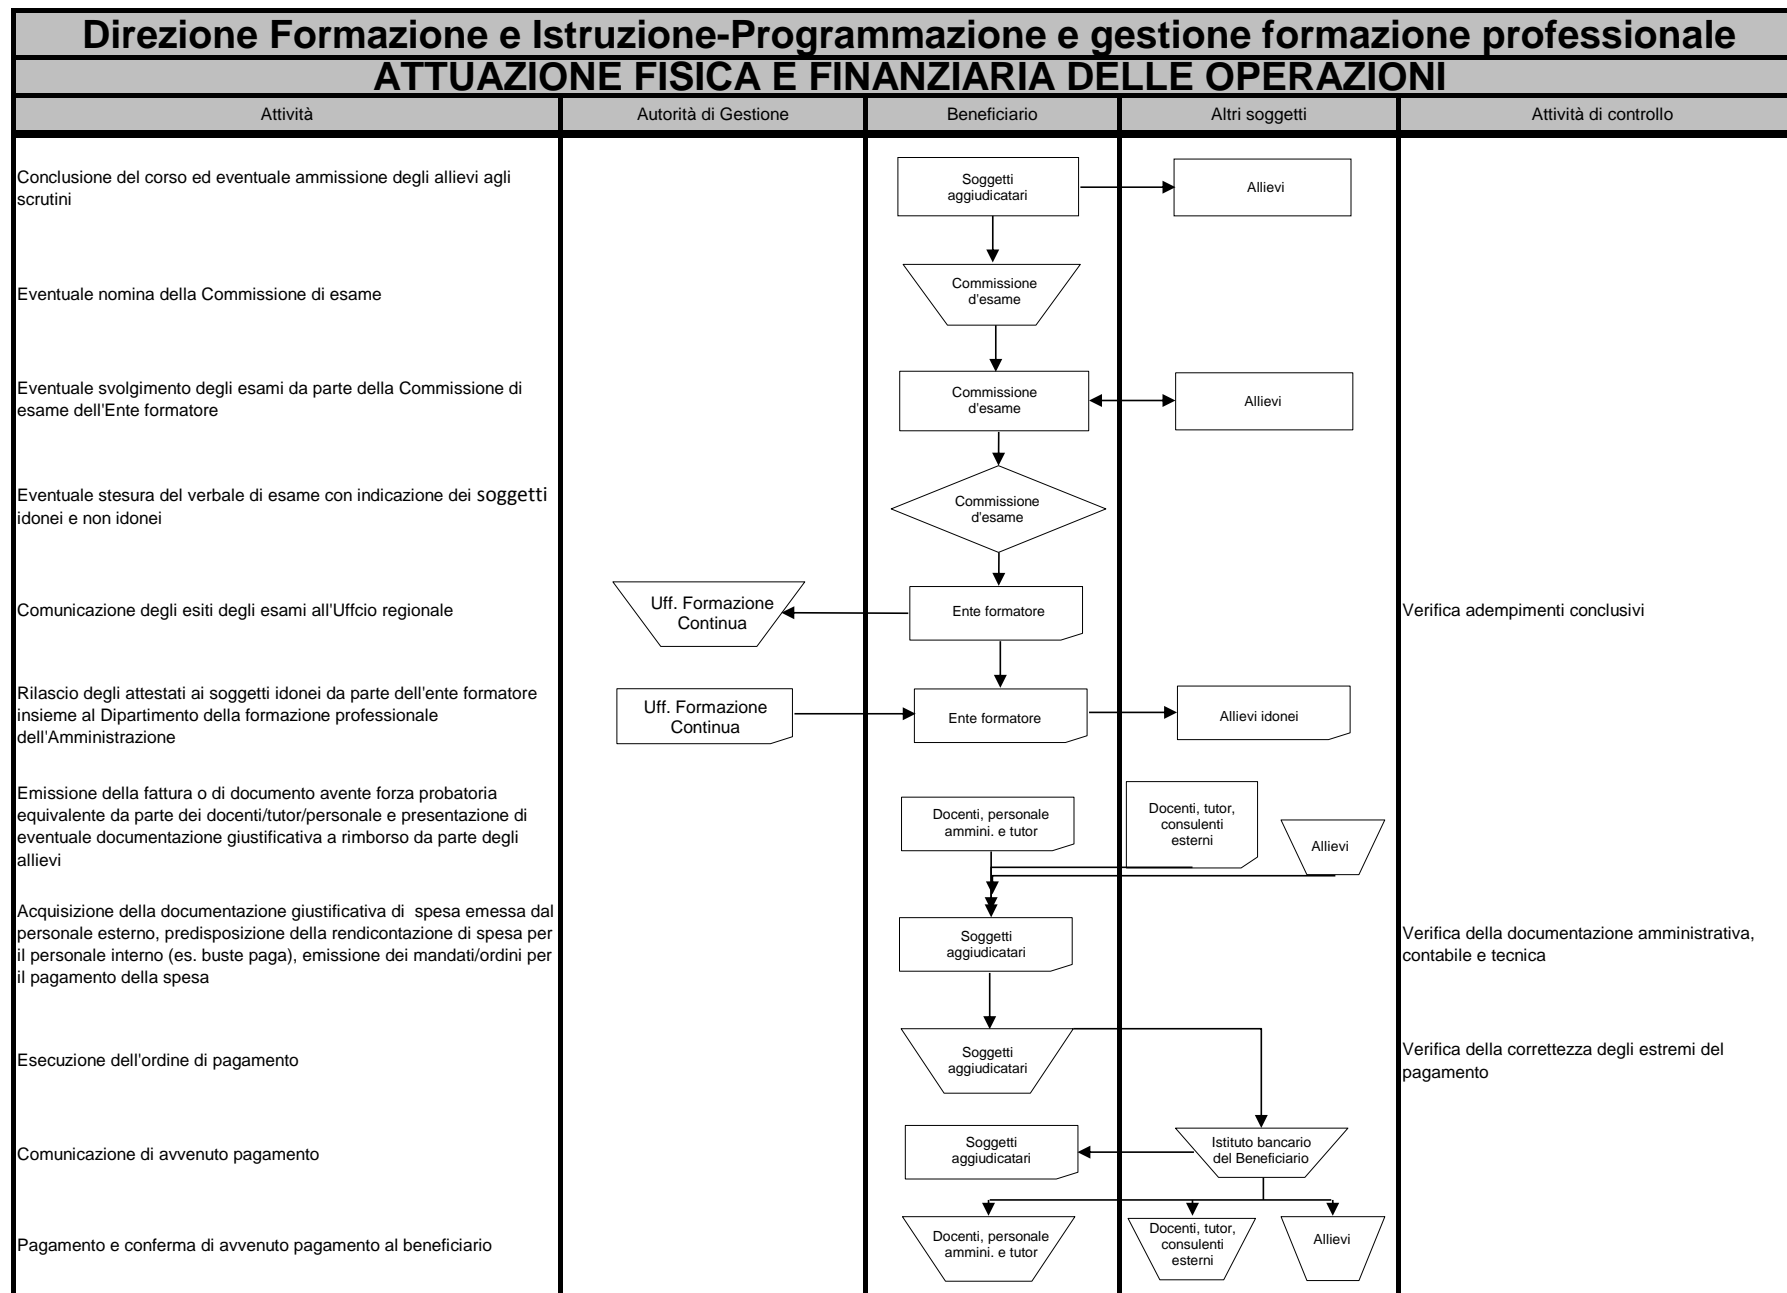 Direzione Formazione e Istruzione-Programmazione e gestione formazione professionale
ATTUAZIONE FISICA E FINANZIARIA DELLE OPERAZIONI
Attività
Autorità di Gestione
Beneficiario
Altri soggetti
Attività di controllo
Conclusione del corso ed eventuale ammissione degli allievi agli
scrutini
Soggetti
aggiudicatari
Allievi
Eventuale nomina della Commissione di esame
Commissione
d'esame
Eventuale svolgimento degli esami da parte della Commissione di
esame dell'Ente formatore
Commissione
d'esame
Allievi
Eventuale stesura del verbale di esame con indicazione dei soggetti
idonei e non idonei
Commissione
d'esame
Comunicazione degli esiti degli esami all'Uffcio regionale
Uff. Formazione
Continua
Ente formatore
Verifica adempimenti conclusivi
Rilascio degli attestati ai soggetti idonei da parte dell'ente formatore
insieme al Dipartimento della formazione professionale
dell'Amministrazione
Uff. Formazione
Continua
Ente formatore
Allievi idonei
Emissione della fattura o di documento avente forza probatoria
equivalente da parte dei docenti/tutor/personale e presentazione di
eventuale documentazione giustificativa a rimborso da parte degli
allievi
Docenti, personale
ammini. e tutor
Docenti, tutor,
consulenti
esterni
Allievi
Acquisizione della documentazione giustificativa di  spesa emessa dal
personale esterno, predisposizione della rendicontazione di spesa per
il personale interno (es. buste paga), emissione dei mandati/ordini per
il pagamento della spesa
Soggetti
aggiudicatari
Verifica della documentazione amministrativa,
contabile e tecnica
Esecuzione dell'ordine di pagamento
Soggetti
aggiudicatari
Verifica della correttezza degli estremi del
pagamento
Comunicazione di avvenuto pagamento
Soggetti
aggiudicatari
Istituto bancario
del Beneficiario
Pagamento e conferma di avvenuto pagamento al beneficiario
Docenti, personale
ammini. e tutor
Docenti, tutor,
consulenti
esterni
Allievi